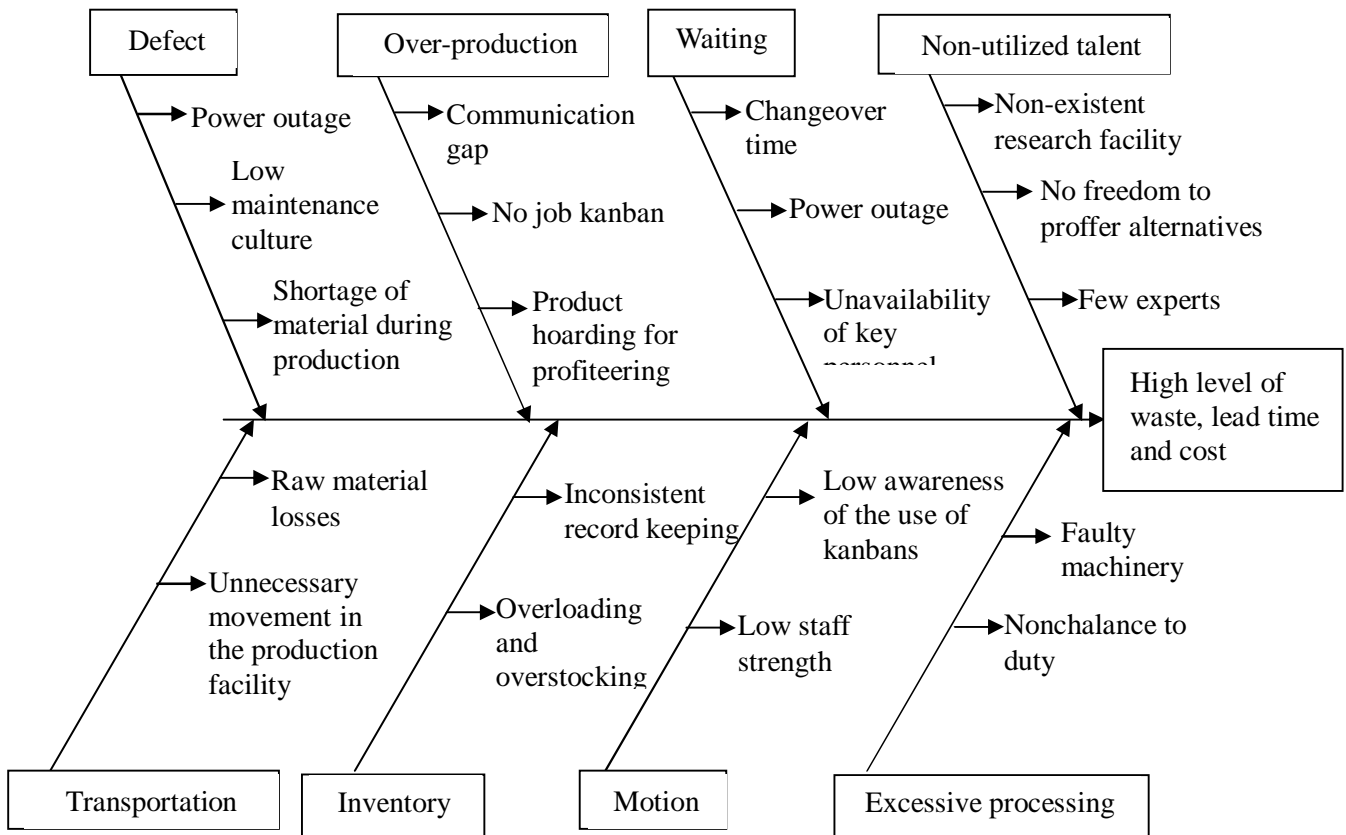 Defect
Over-production
Waiting
Non-utilized talent
Power outage
Low
maintenance
culture
Shortage of
material during
production
Communication
gap
No job kanban
Product
hoarding for
profiteering
Changeover
time
Power outage
Unavailability
of key
personnel
Non-existent
research facility
No freedom to
proffer alternatives
Few experts
High level of
waste, lead time
and cost
Raw material
losses
Unnecessary
movement in
the production
facility
Inconsistent
record keeping
Overloading
and
overstocking
Low awareness
of the use of
kanbans
Low staff
strength
Faulty
machinery
Nonchalance to
duty
Transportation
Inventory
Motion
Excessive processing